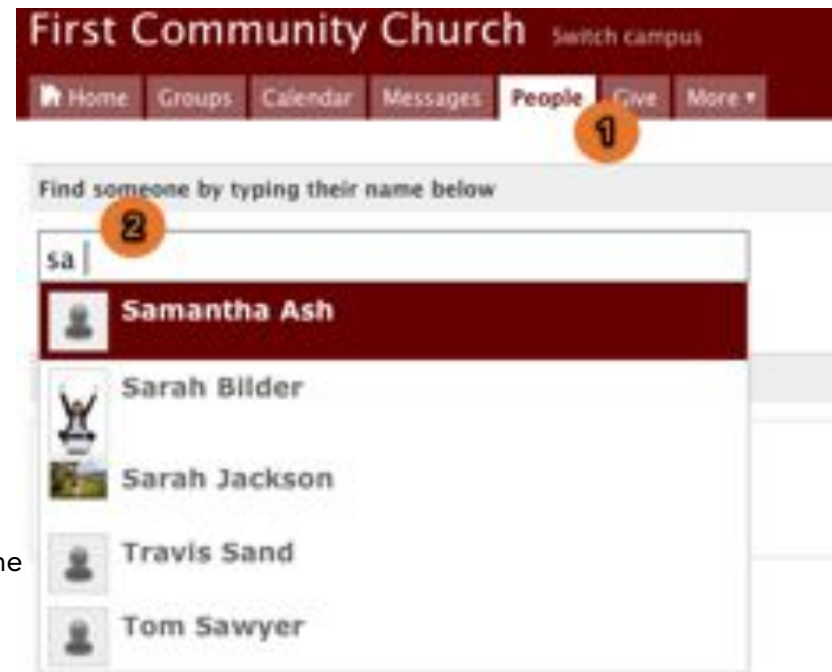 First Community Church Switch campus
Home Groups Calendar Messages People Give More ▾
1
Find someone by typing their name below
2
sa
Samantha Ash
Sarah Bilder
Sarah Jackson
Travis Sand
ne
Tom Sawyer